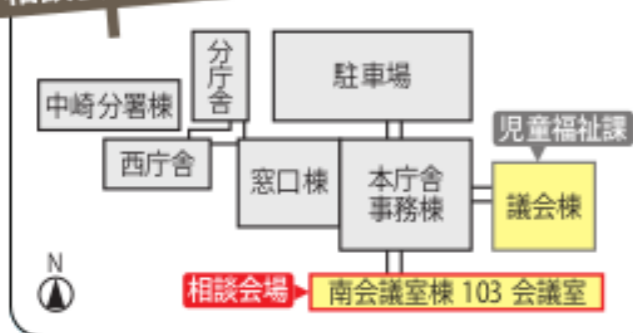 分庁舎
駐車場
中崎分署棟
児童福祉課
西庁舎
窓口棟
本庁舎
事務棟
議会棟
N
相談会場
南会議室棟 103 会議室